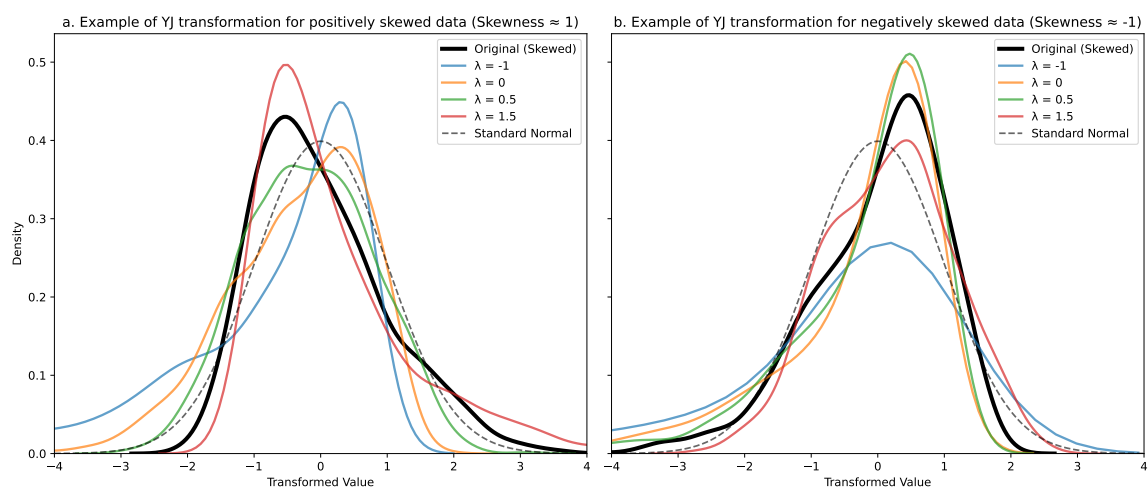 a. Example of YJ transformation for positively skewed data (Skewness ≈ 1)
Original (Skewed)
λ = -1
λ = 0
λ = 0.5
λ = 1.5
Standard Normal
0.5
0.4
0.3
0.2
0.1
0.0
Density
−4
−3
−2
−1
0
1
2
3
4
Transformed Value
b. Example of YJ transformation for negatively skewed data (Skewness ≈ -1)
Original (Skewed)
λ = -1
λ = 0
λ = 0.5
λ = 1.5
Standard Normal
−4
−3
−2
−1
0
1
2
3
4
Transformed Value